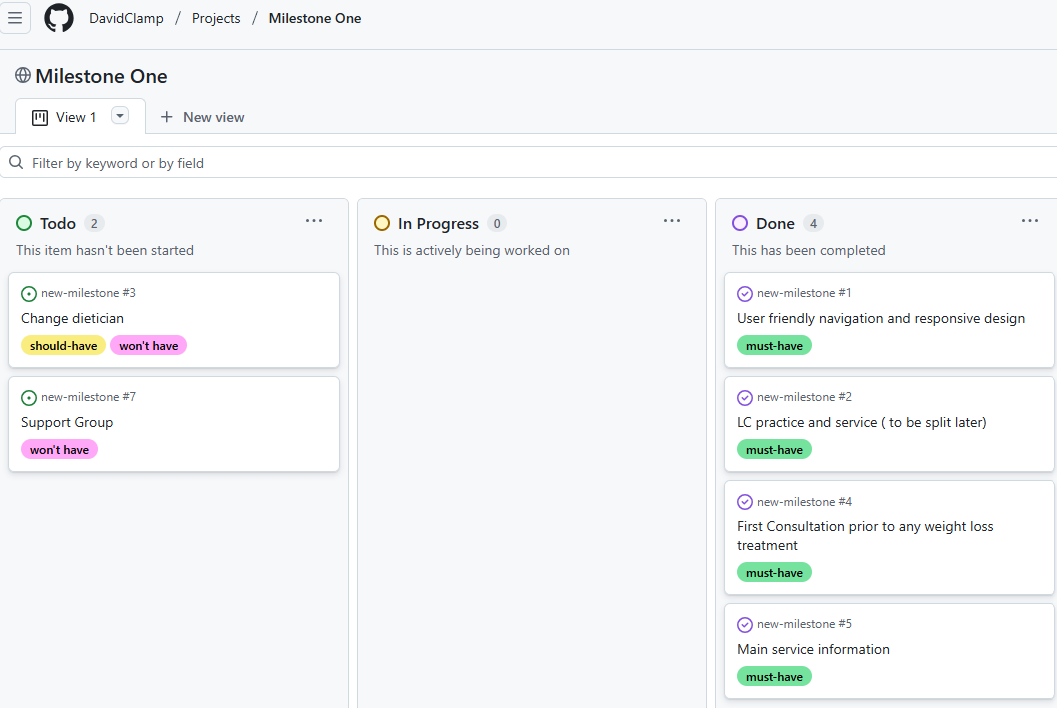 DavidClamp / Projects / Milestone One
Milestone One
View 1
New view
Filter by keyword or by field
Todo 2
This item hasn't been started
new-milestone #3
Change dietician
should-have won't have
new-milestone #7
Support Group
won't have
In Progress 0
This is actively being worked on
Done 4
This has been completed
new-milestone #1
User friendly navigation and responsive design
must-have
new-milestone #2
LC practice and service ( to be split later)
must-have
new-milestone #4
First Consultation prior to any weight loss
treatment
must-have
new-milestone #5
Main service information
must-have